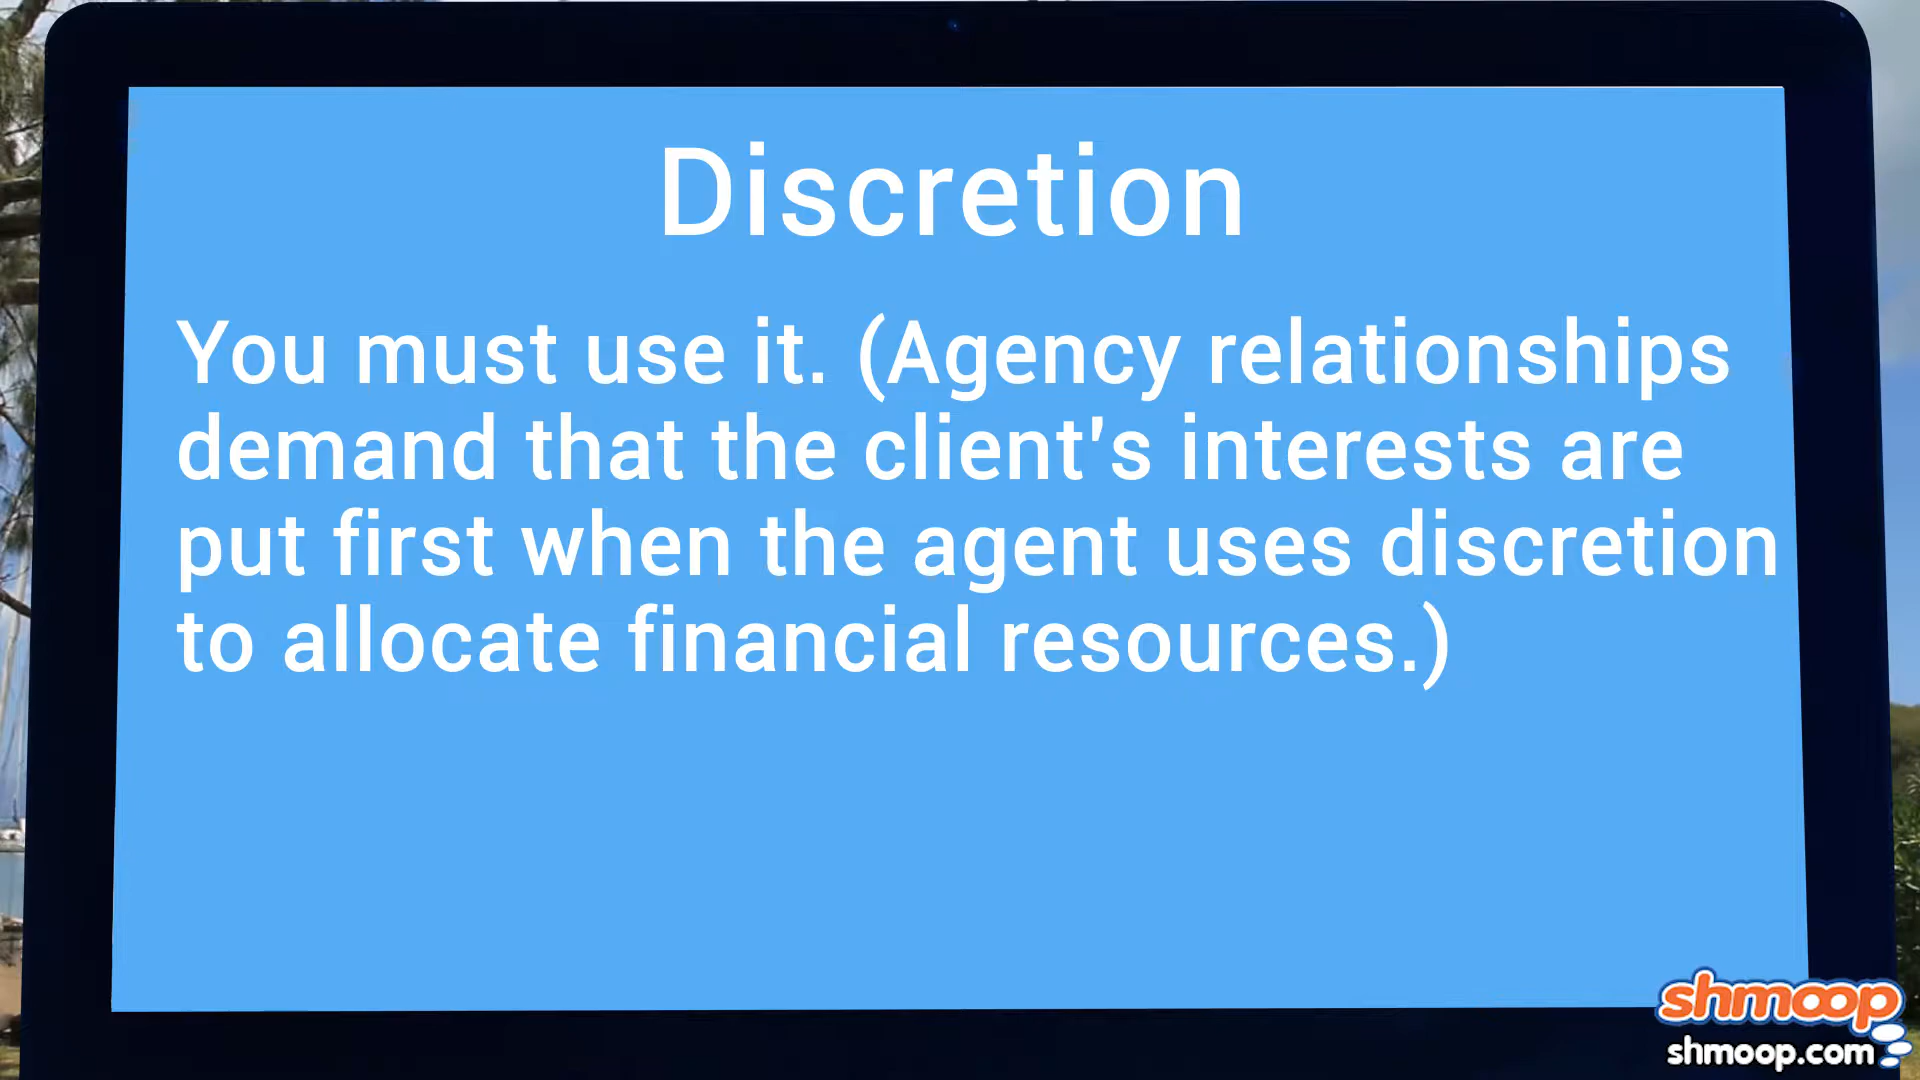 Discretion
You must use it. (Agency relationships
demand that the client's interests are
put first when the agent uses discretion
to allocate financial resources.)
shmoop
shmoop.com